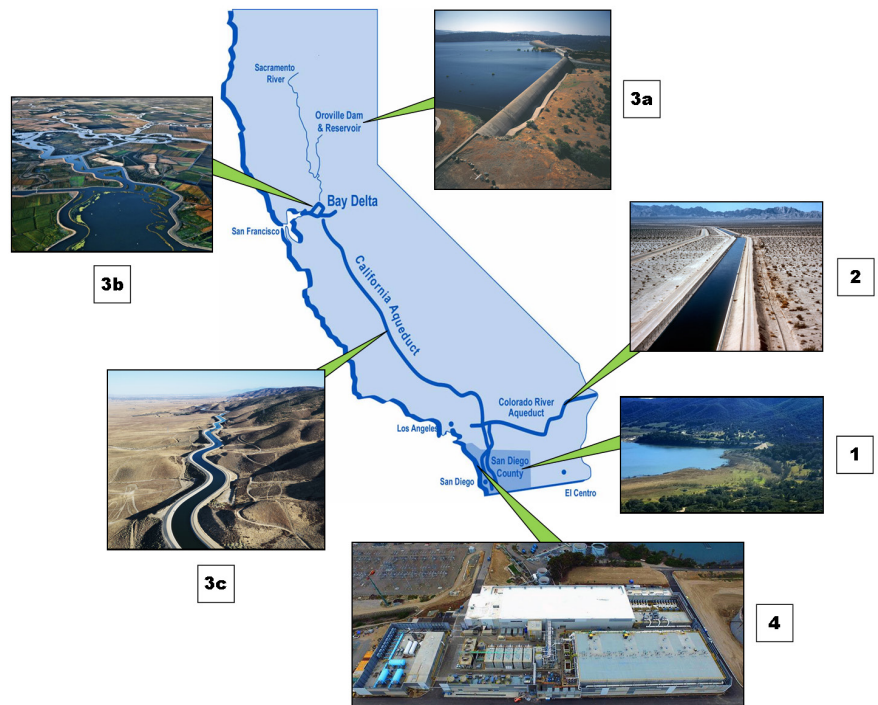 Sacramento
River
Oroville Dam
& Reservoir
3a
Bay Delta
San Francisco
3b
2
California Aqueduct
Colorado River
Aqueduct
Los Angeles
1
San Diego
County
San Diego
El Centro
3c
4